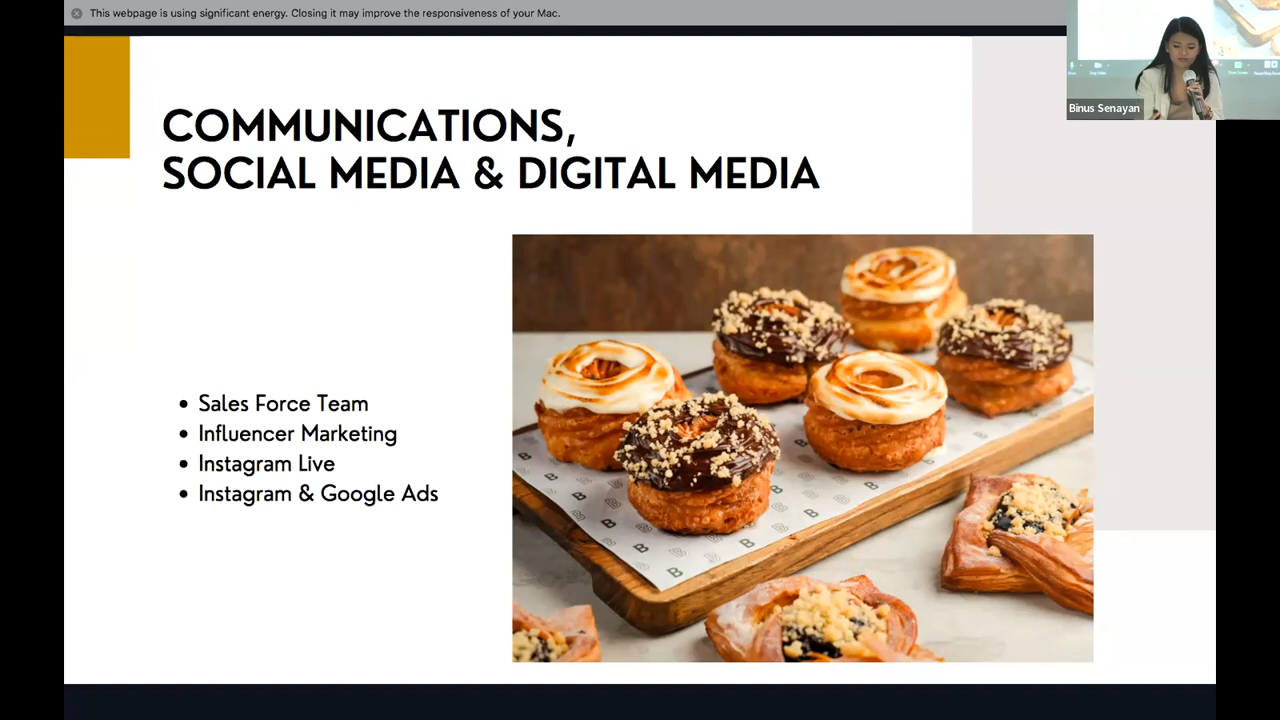 This webpage is using significant energy. Closing it may improve the responsiveness of your Mac.
COMMUNICATIONS,
SOCIAL MEDIA & DIGITAL MEDIA
Binus Senayan
• Sales Force Team
• Influencer Marketing
• Instagram Live
• Instagram & Google Ads